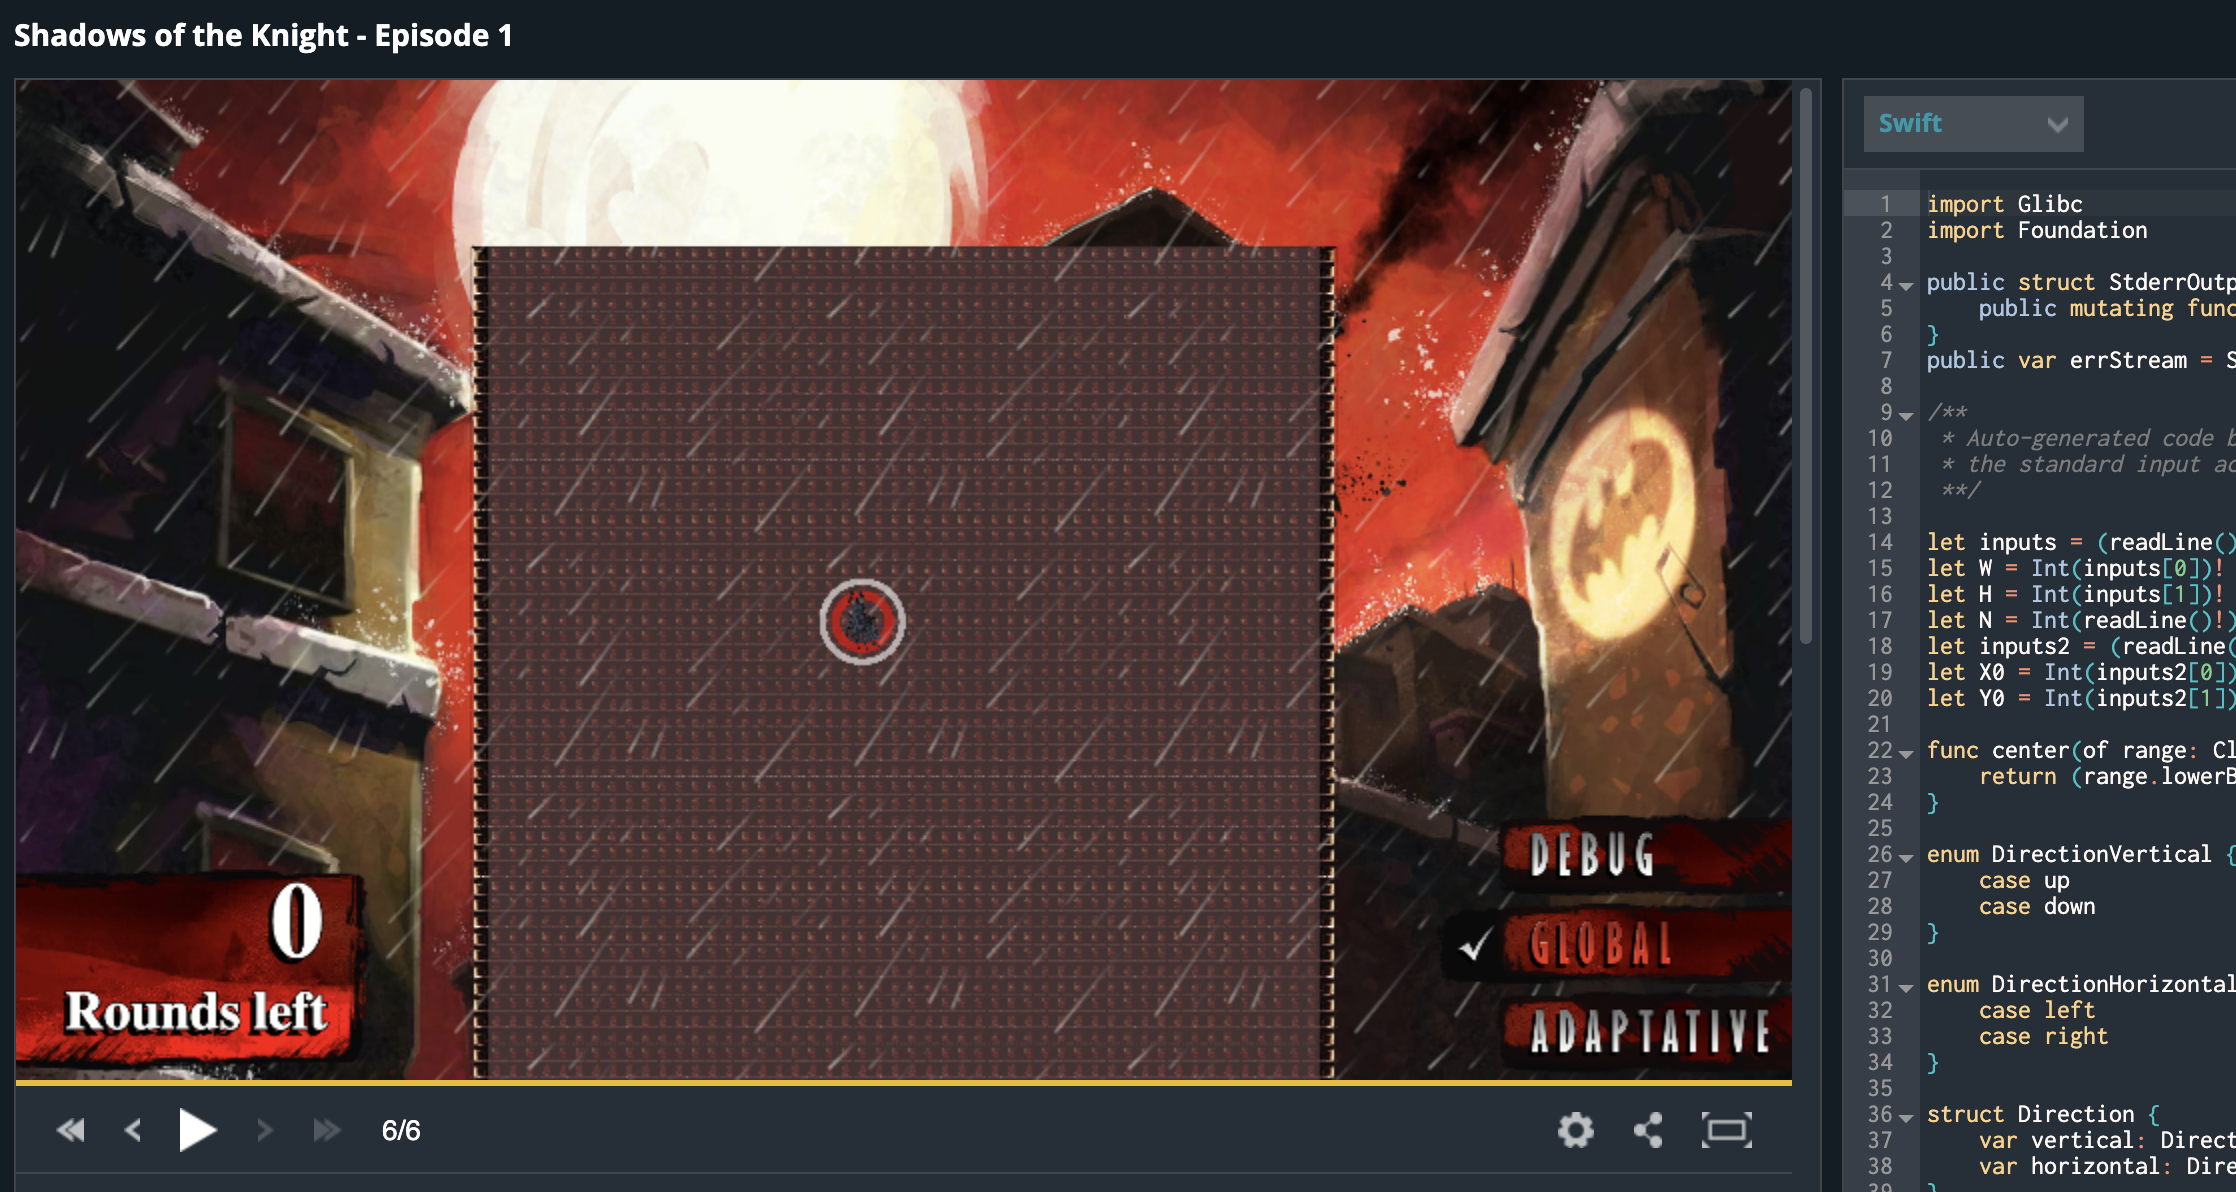 Shadows of the Knight - Episode 1
0
Rounds left
DEBUG
GLOBAL
ADAPTATIVE
6/6
Swift
1 import Glibc
2 import Foundation
3
4 public struct StderrOutp
5 public mutating func
6 }
7 public var errStream = S
8
9 /**
10 * Auto-generated code b
11 * the standard input ac
12 **/
13
14 let inputs = (readLine()
15 let W = Int(inputs[0])!
16 let H = Int(inputs[1])!
17 let N = Int(readLine()!)
18 let inputs2 = (readLine(
19 let X0 = Int(inputs2[0])
20 let Y0 = Int(inputs2[1])
21
22 func center(of range: Cl
23 return (range.lowerB
24 }
25
26 enum DirectionVertical {
27 case up
28 case down
29 }
30
31 enum DirectionHorizontal
32 case left
33 case right
34 }
35
36 struct Direction {
37 var vertical: Direct
38 var horizontal: Dire
39 }